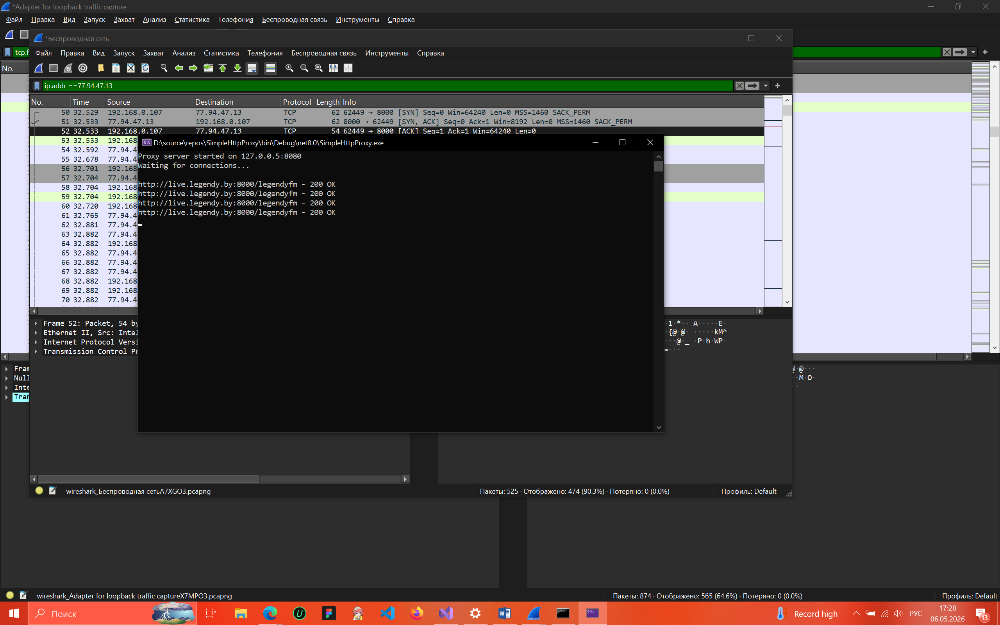 *Adapter for loopback traffic capture
Файл Правка Вид Запуск Захват Анализ Статистика Телефония Беспроводная связь Инструменты Справка
*Беспроводная сеть
tcp.f
Файл Правка Вид Запуск Захват Анализ Статистика Телефония Беспроводная связь Инструменты Справка
No.
ip.addr ==77.94.47.13
No. Time Source Destination Protocol Length Info
50 32.529 192.168.0.107 77.94.47.13 TCP 62 62449 → 8000 [SYN] Seq=0 Win=64240 Len=0 MSS=1460 SACK_PERM
51 32.533 77.94.47.13 192.168.0.107 TCP 62 8000 → 62449 [SYN, ACK] Seq=0 Ack=1 Win=8192 Len=0 MSS=1460 SACK_PERM
52 32.533 192.168.0.107 77.94.47.13 TCP 54 62449 → 8000 [ACK] Seq=1 Ack=1 Win=64240 Len=0
53 32.533 192.168
54 32.592 77.94.4
55 32.678 77.94.4
56 32.701 192.168
57 32.704 77.94.4
58 32.704 192.168
59 32.704 192.168
60 32.720 192.168
61 32.765 77.94.4
62 32.881 77.94.4
63 32.882 77.94.4
64 32.882 192.168
65 32.882 77.94.4
66 32.882 77.94.4
67 32.882 77.94.4
68 32.882 192.168
69 32.882 192.168
70 32.882 77.94.4
D:\source\repos\SimpleHttpProxy\bin\Debug\net8.0\SimpleHttpProxy.exe
Proxy server started on 127.0.0.5:8080
Waiting for connections...
http://live.legendy.by:8000/legendyfm - 200 OK
http://live.legendy.by:8000/legendyfm - 200 OK
http://live.legendy.by:8000/legendyfm - 200 OK
http://live.legendy.by:8000/legendyfm - 200 OK
Frame 52: Packet, 54 by
Ethernet II, Src: Intel
Internet Protocol Versi
Transmission Control Pr
·1·*·· A·····E·
·{@·@· ·····kM^
···@·_ ·P·h·WP·
=···
Fram
Null
Inte
Tran
@·@···
··M·O·
··
wireshark_Беспроводная сетьA7XGO3.pcapng Пакеты: 525 · Отображено: 474 (90.3%) · Потеряно: 0 (0.0%) Профиль: Default
wireshark_Adapter for loopback traffic captureX7MPO3.pcapng Пакеты: 874 · Отображено: 565 (64.6%) · Потеряно: 0 (0.0%) Профиль: Default
Поиск
Record high
РУС
17:28
06.05.2026
13